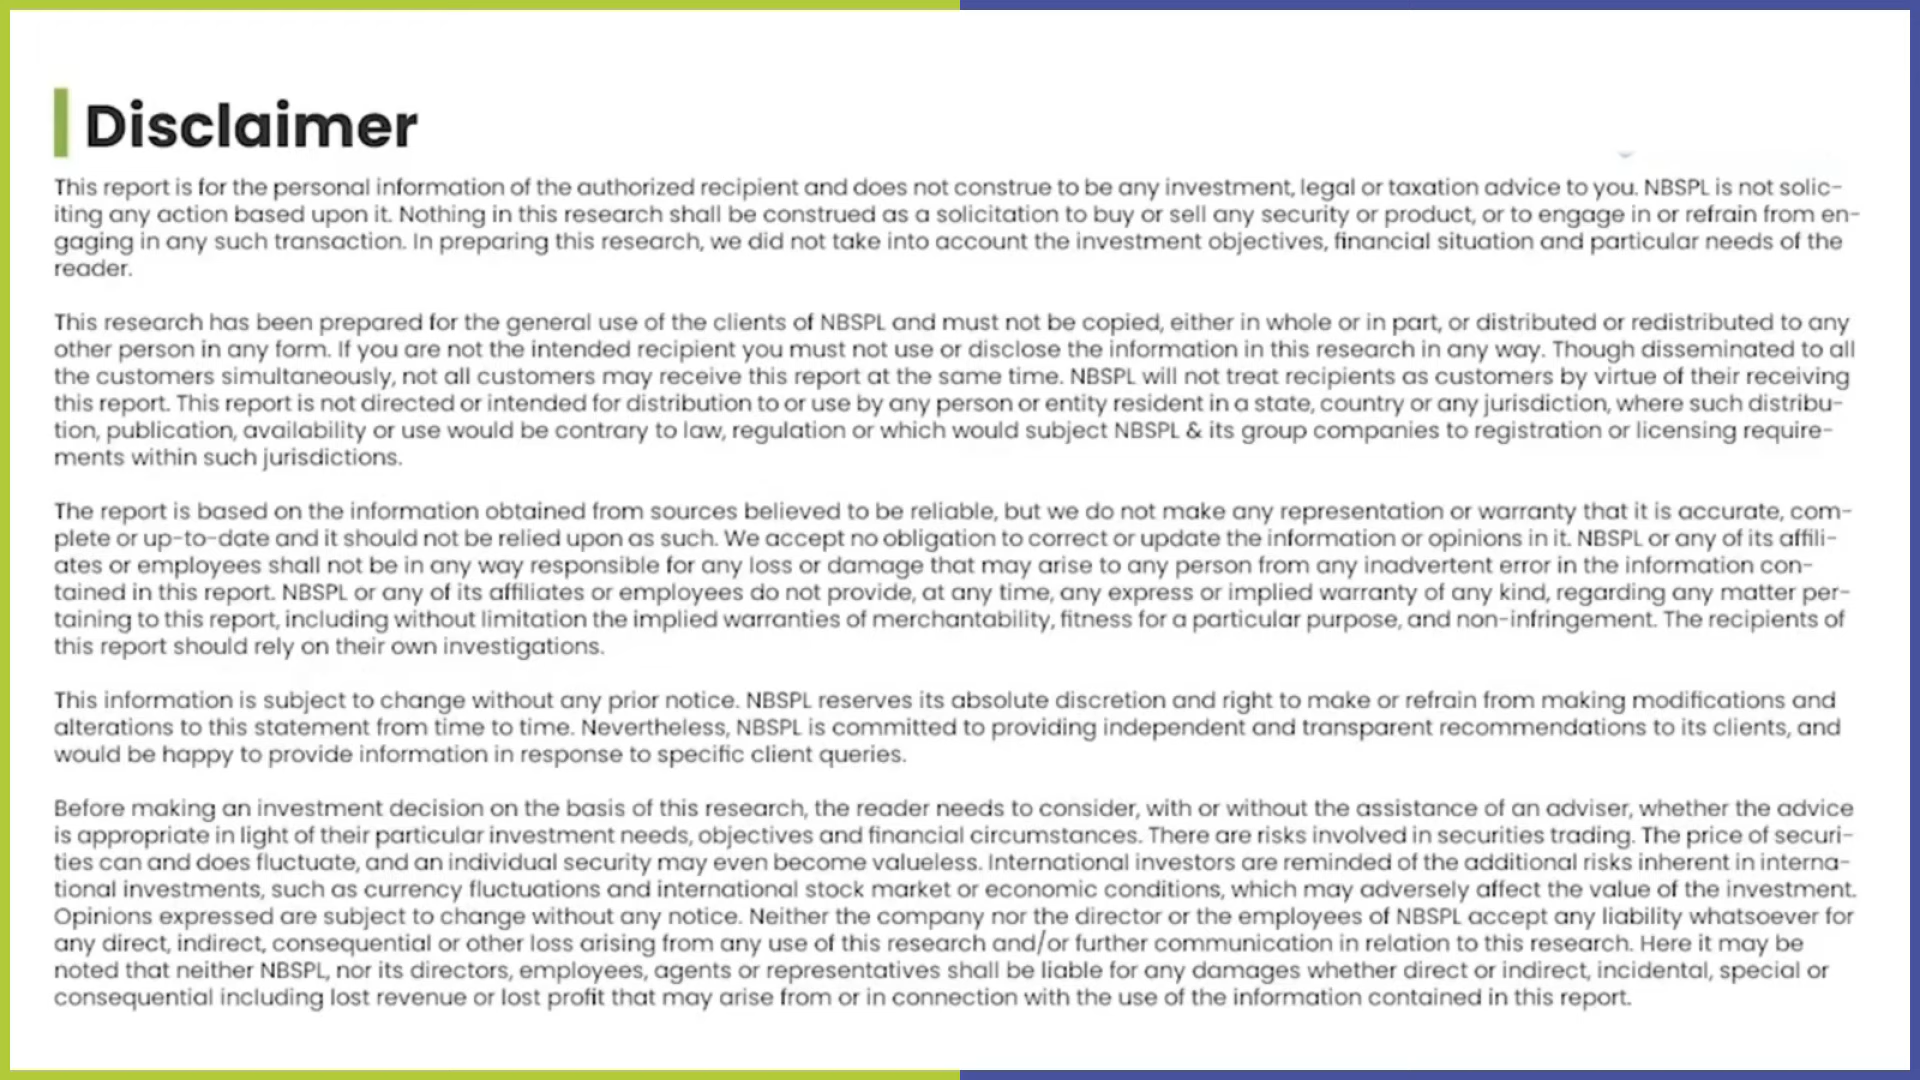 Disclaimer
This report is for the personal information of the authorized recipient and does not construe to be any investment, legal or taxation advice to you. NBSPL is not solic-
iting any action based upon it. Nothing in this research shall be construed as a solicitation to buy or sell any security or product, or to engage in or refrain from en-
gaging in any such transaction. In preparing this research, we did not take into account the investment objectives, financial situation and particular needs of the
reader.
This research has been prepared for the general use of the clients of NBSPL and must not be copied, either in whole or in part, or distributed or redistributed to any
other person in any form. If you are not the intended recipient you must not use or disclose the information in this research in any way. Though disseminated to all
the customers simultaneously, not all customers may receive this report at the same time. NBSPL will not treat recipients as customers by virtue of their receiving
this report. This report is not directed or intended for distribution to or use by any person or entity resident in a state, country or any jurisdiction, where such distribu-
tion, publication, availability or use would be contrary to law, regulation or which would subject NBSPL & its group companies to registration or licensing require-
ments within such jurisdictions.
The report is based on the information obtained from sources believed to be reliable, but we do not make any representation or warranty that it is accurate, com-
plete or up-to-date and it should not be relied upon as such. We accept no obligation to correct or update the information or opinions in it. NBSPL or any of its affili-
ates or employees shall not be in any way responsible for any loss or damage that may arise to any person from any inadvertent error in the information con-
tained in this report. NBSPL or any of its affiliates or employees do not provide, at any time, any express or implied warranty of any kind, regarding any matter per-
taining to this report, including without limitation the implied warranties of merchantability, fitness for a particular purpose, and non-infringement. The recipients of
this report should rely on their own investigations.
This information is subject to change without any prior notice. NBSPL reserves its absolute discretion and right to make or refrain from making modifications and
alterations to this statement from time to time. Nevertheless, NBSPL is committed to providing independent and transparent recommendations to its clients, and
would be happy to provide information in response to specific client queries.
Before making an investment decision on the basis of this research, the reader needs to consider, with or without the assistance of an adviser, whether the advice
is appropriate in light of their particular investment needs, objectives and financial circumstances. There are risks involved in securities trading. The price of securi-
ties can and does fluctuate, and an individual security may even become valueless. International investors are reminded of the additional risks inherent in interna-
tional investments, such as currency fluctuations and international stock market or economic conditions, which may adversely affect the value of the investment.
Opinions expressed are subject to change without any notice. Neither the company nor the director or the employees of NBSPL accept any liability whatsoever for
any direct, indirect, consequential or other loss arising from any use of this research and/or further communication in relation to this research. Here it may be
noted that neither NBSPL, nor its directors, employees, agents or representatives shall be liable for any damages whether direct or indirect, incidental, special or
consequential including lost revenue or lost profit that may arise from or in connection with the use of the information contained in this report.